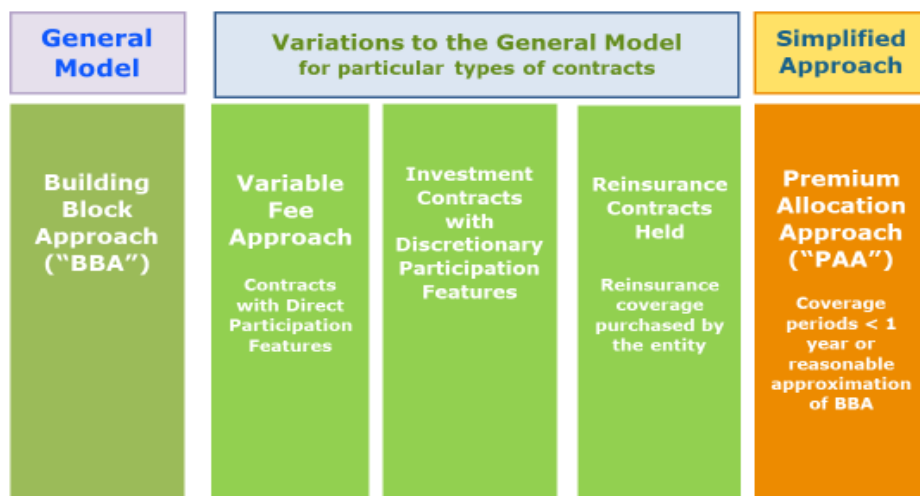 General
Model
Variations to the General Model
for particular types of contracts
Simplified
Approach
Building
Block
Approach
(“BBA”)
Variable
Fee
Approach
Contracts
with Direct
Participation
Features
Investment
Contracts
with
Discretionary
Participation
Features
Reinsurance
Contracts
Held
Reinsurance
coverage
purchased by
the entity
Premium
Allocation
Approach
(“PAA”)
Coverage
periods < 1
year or
reasonable
approximation
of BBA